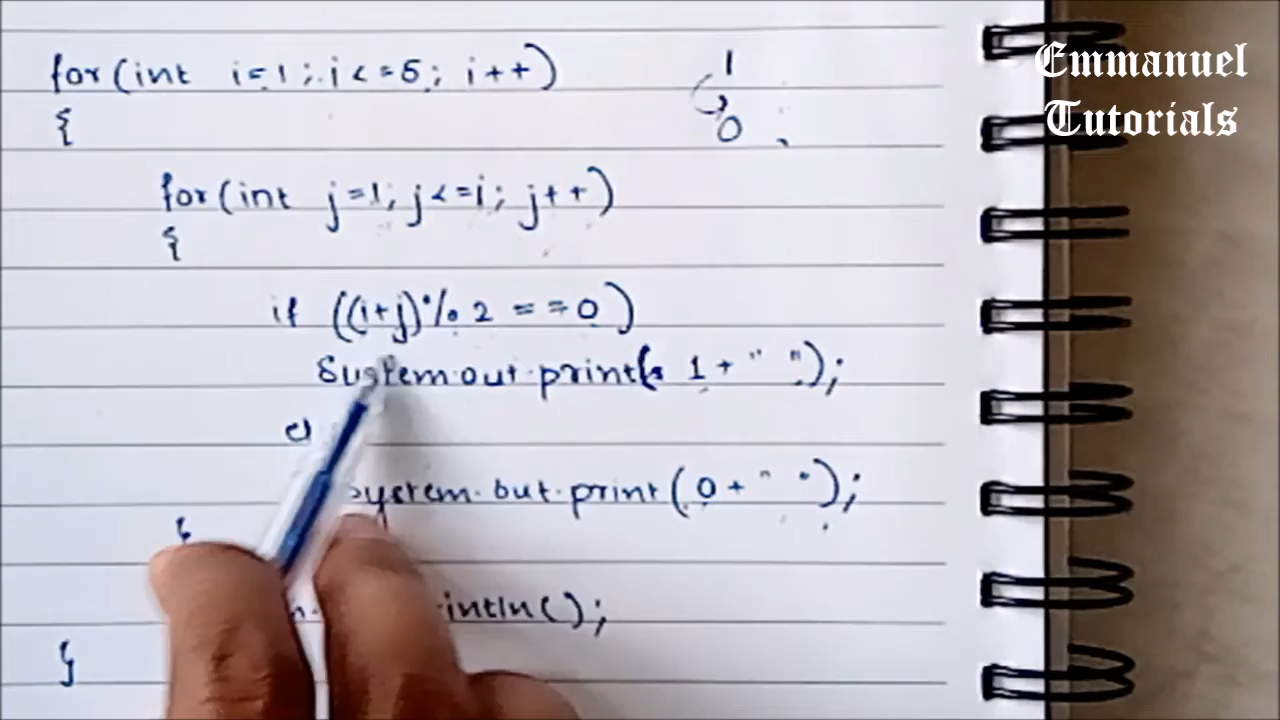 for(int i=1; i<=5; i++)
{
for(int j=1; j<=i; j++)
{
if ((i+j)%2 ==0)
System.out.print( 1+" ");
System.out.print(0+" ");
}
println();
}
1
0
Emmanuel
Tutorials